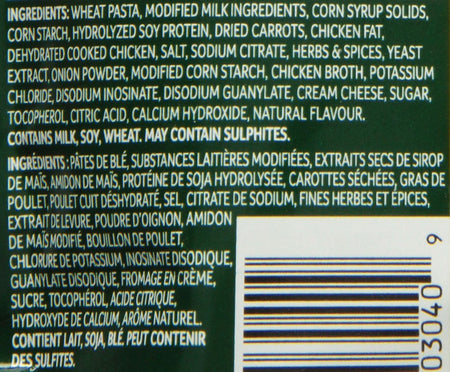 INGREDIENTS: WHEAT PASTA, MODIFIED MILK INGREDIENTS, CORN SYRUP SOLIDS,
CORN STARCH, HYDROLYZED SOY PROTEIN, DRIED CARROTS, CHICKEN FAT,
DEHYDRATED COOKED CHICKEN, SALT, SODIUM CITRATE, HERBS & SPICES, YEAST
EXTRACT, ONION POWDER, MODIFIED CORN STARCH, CHICKEN BROTH, POTASSIUM
CHLORIDE, DISODIUM INOSINATE, DISODIUM GUANYLATE, CREAM CHEESE, SUGAR,
TOCOPHEROL, CITRIC ACID, CALCIUM HYDROXIDE, NATURAL FLAVOUR.
CONTAINS MILK, SOY, WHEAT. MAY CONTAIN SULPHITES.
INGRÉDIENTS : PÂTES DE BLÉ, SUBSTANCES LAITIÈRES MODIFIÉES, EXTRAITS SECS DE SIROP
DE MAÏS, AMIDON DE MAÏS, PROTÉINE DE SOJA HYDROLYSÉE, CAROTTES SÉCHÉES, GRAS DE
POULET, POULET CUIT DÉSHYDRATÉ, SEL, CITRATE DE SODIUM, FINES HERBES ET ÉPICES,
EXTRAIT DE LEVURE, POUDRE D'OIGNON, AMIDON
DE MAÏS MODIFIÉ, BOUILLON DE POULET,
CHLORURE DE POTASSIUM, INOSINATE DISODIQUE,
GUANYLATE DISODIQUE, FROMAGE EN CRÈME,
SUCRE, TOCOPHÉROL, ACIDE CITRIQUE,
HYDROXYDE DE CALCIUM, ARÔME NATUREL.
CONTIENT LAIT, SOJA, BLÉ. PEUT CONTENIR
DES SULFITES.
03040 9